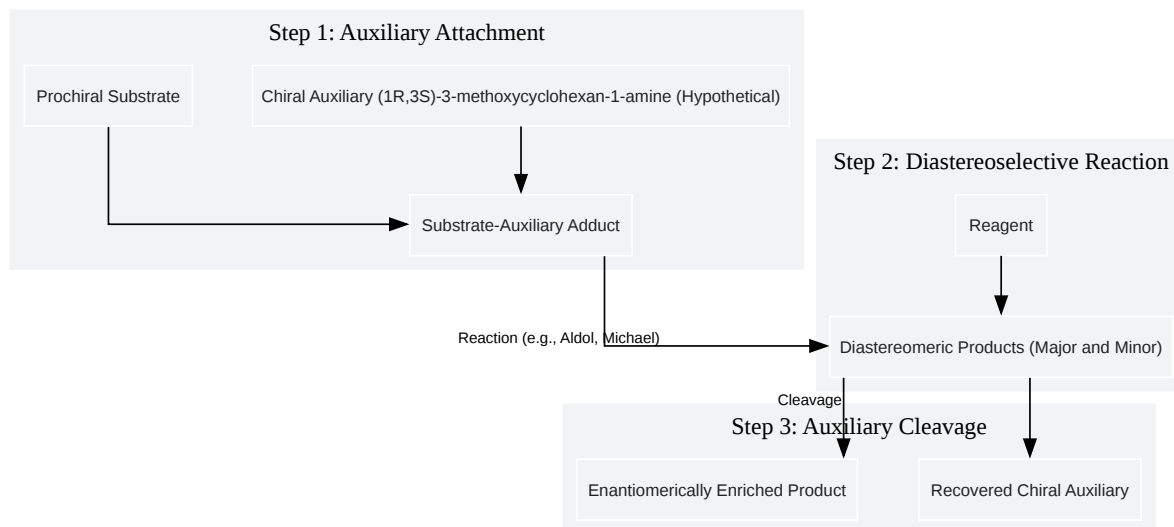 Step 1: Auxiliary Attachment
Prochiral Substrate
Chiral Auxiliary (1R,3S)-3-methoxycyclohexan-1-amine (Hypothetical)
Substrate-Auxiliary Adduct
Step 2: Diastereoselective Reaction
Reagent
Reaction (e.g., Aldol, Michael)
Diastereomeric Products (Major and Minor)
Cleavage
Step 3: Auxiliary Cleavage
Enantiomerically Enriched Product
Recovered Chiral Auxiliary